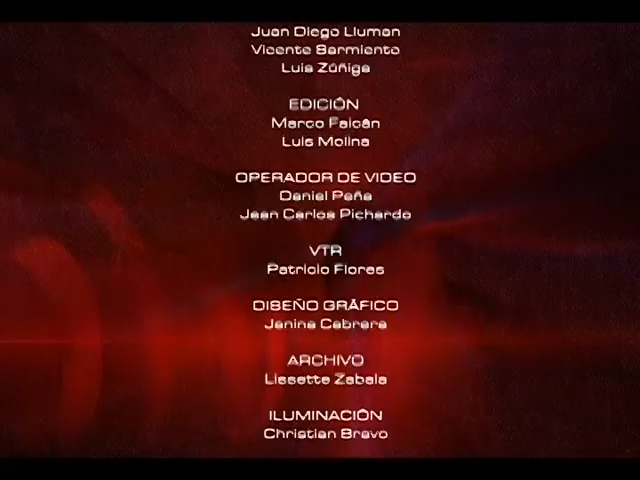 Juan Diego Lluman
Vicente Sarmiento
Luis Zúñiga
EDICIÓN
Marco Falcón
Luis Molina
OPERADOR DE VIDEO
Daniel Peña
Jean Carlos Pichardo
VTR
Patricio Flores
DISEÑO GRÁFICO
Janina Cabrera
ARCHIVO
Lissette Zabala
ILUMINACIÓN
Christian Bravo